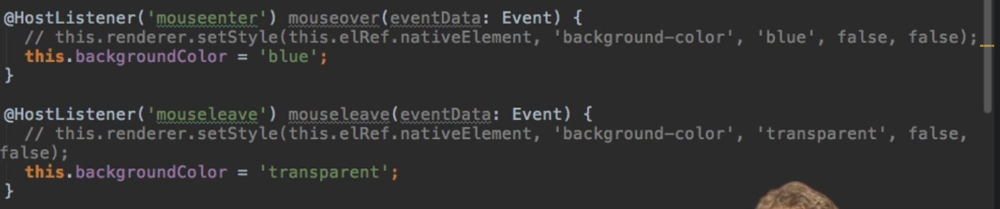 @HostListener('mouseenter') mouseover(eventData: Event) {
// this.renderer.setStyle(this.elRef.nativeElement, 'background-color', 'blue', false, false);
this.backgroundColor = 'blue';
}
@HostListener('mouseleave') mouseleave(eventData: Event) {
// this.renderer.setStyle(this.elRef.nativeElement, 'background-color', 'transparent', false,
false);
this.backgroundColor = 'transparent';
}